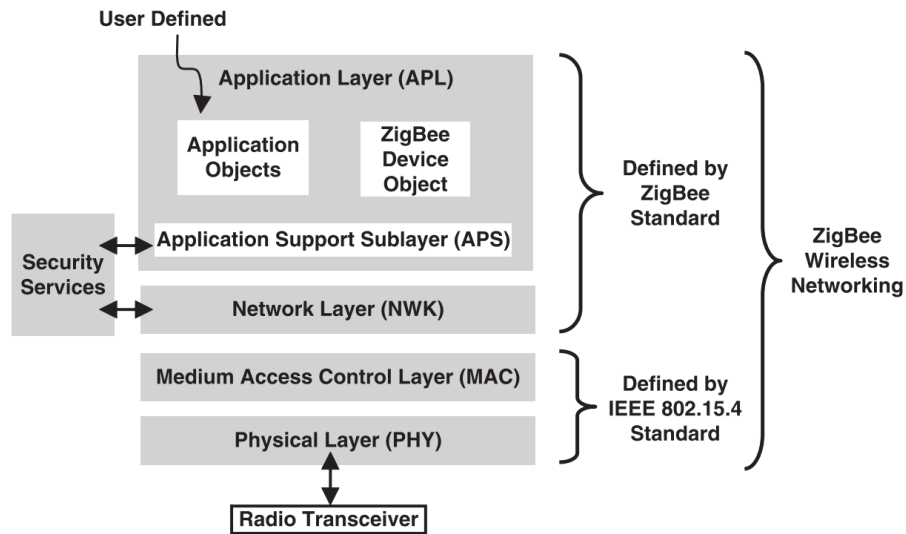 User Defined
Application Layer (APL)
Application
Objects
ZigBee
Device
Object
Application Support Sublayer (APS)
Security
Services
Network Layer (NWK)
Medium Access Control Layer (MAC)
Physical Layer (PHY)
Radio Transceiver
Defined by
ZigBee
Standard
Defined by
IEEE 802.15.4
Standard
ZigBee
Wireless
Networking